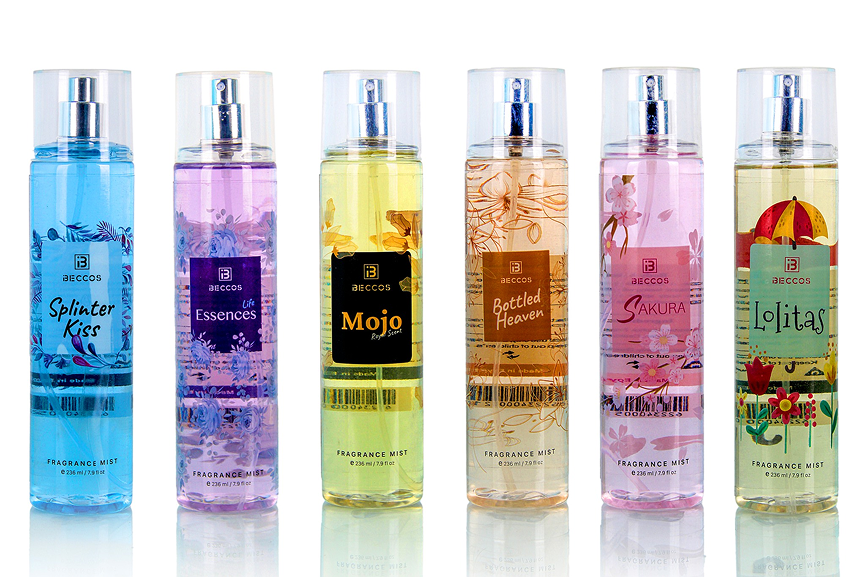 BECCOS
Splinter
Kiss
FRAGRANCE MIST
e 236 ml / 7.9 fl oz
BECCOS
Life
Essences
FRAGRANCE MIST
e 236 ml / 7.9 fl oz
BECCOS
Mojo
Royal Scent
FRAGRANCE MIST
e 236 ml / 7.9 fl oz
BECCOS
Bottled
Heaven
FRAGRANCE MIST
e 236 ml / 7.9 fl oz
BECCOS
SAKURA
FRAGRANCE MIST
e 236 ml / 7.9 fl oz
BECCOS
Lolitas
FRAGRANCE MIST
e 236 ml / 7.9 fl oz